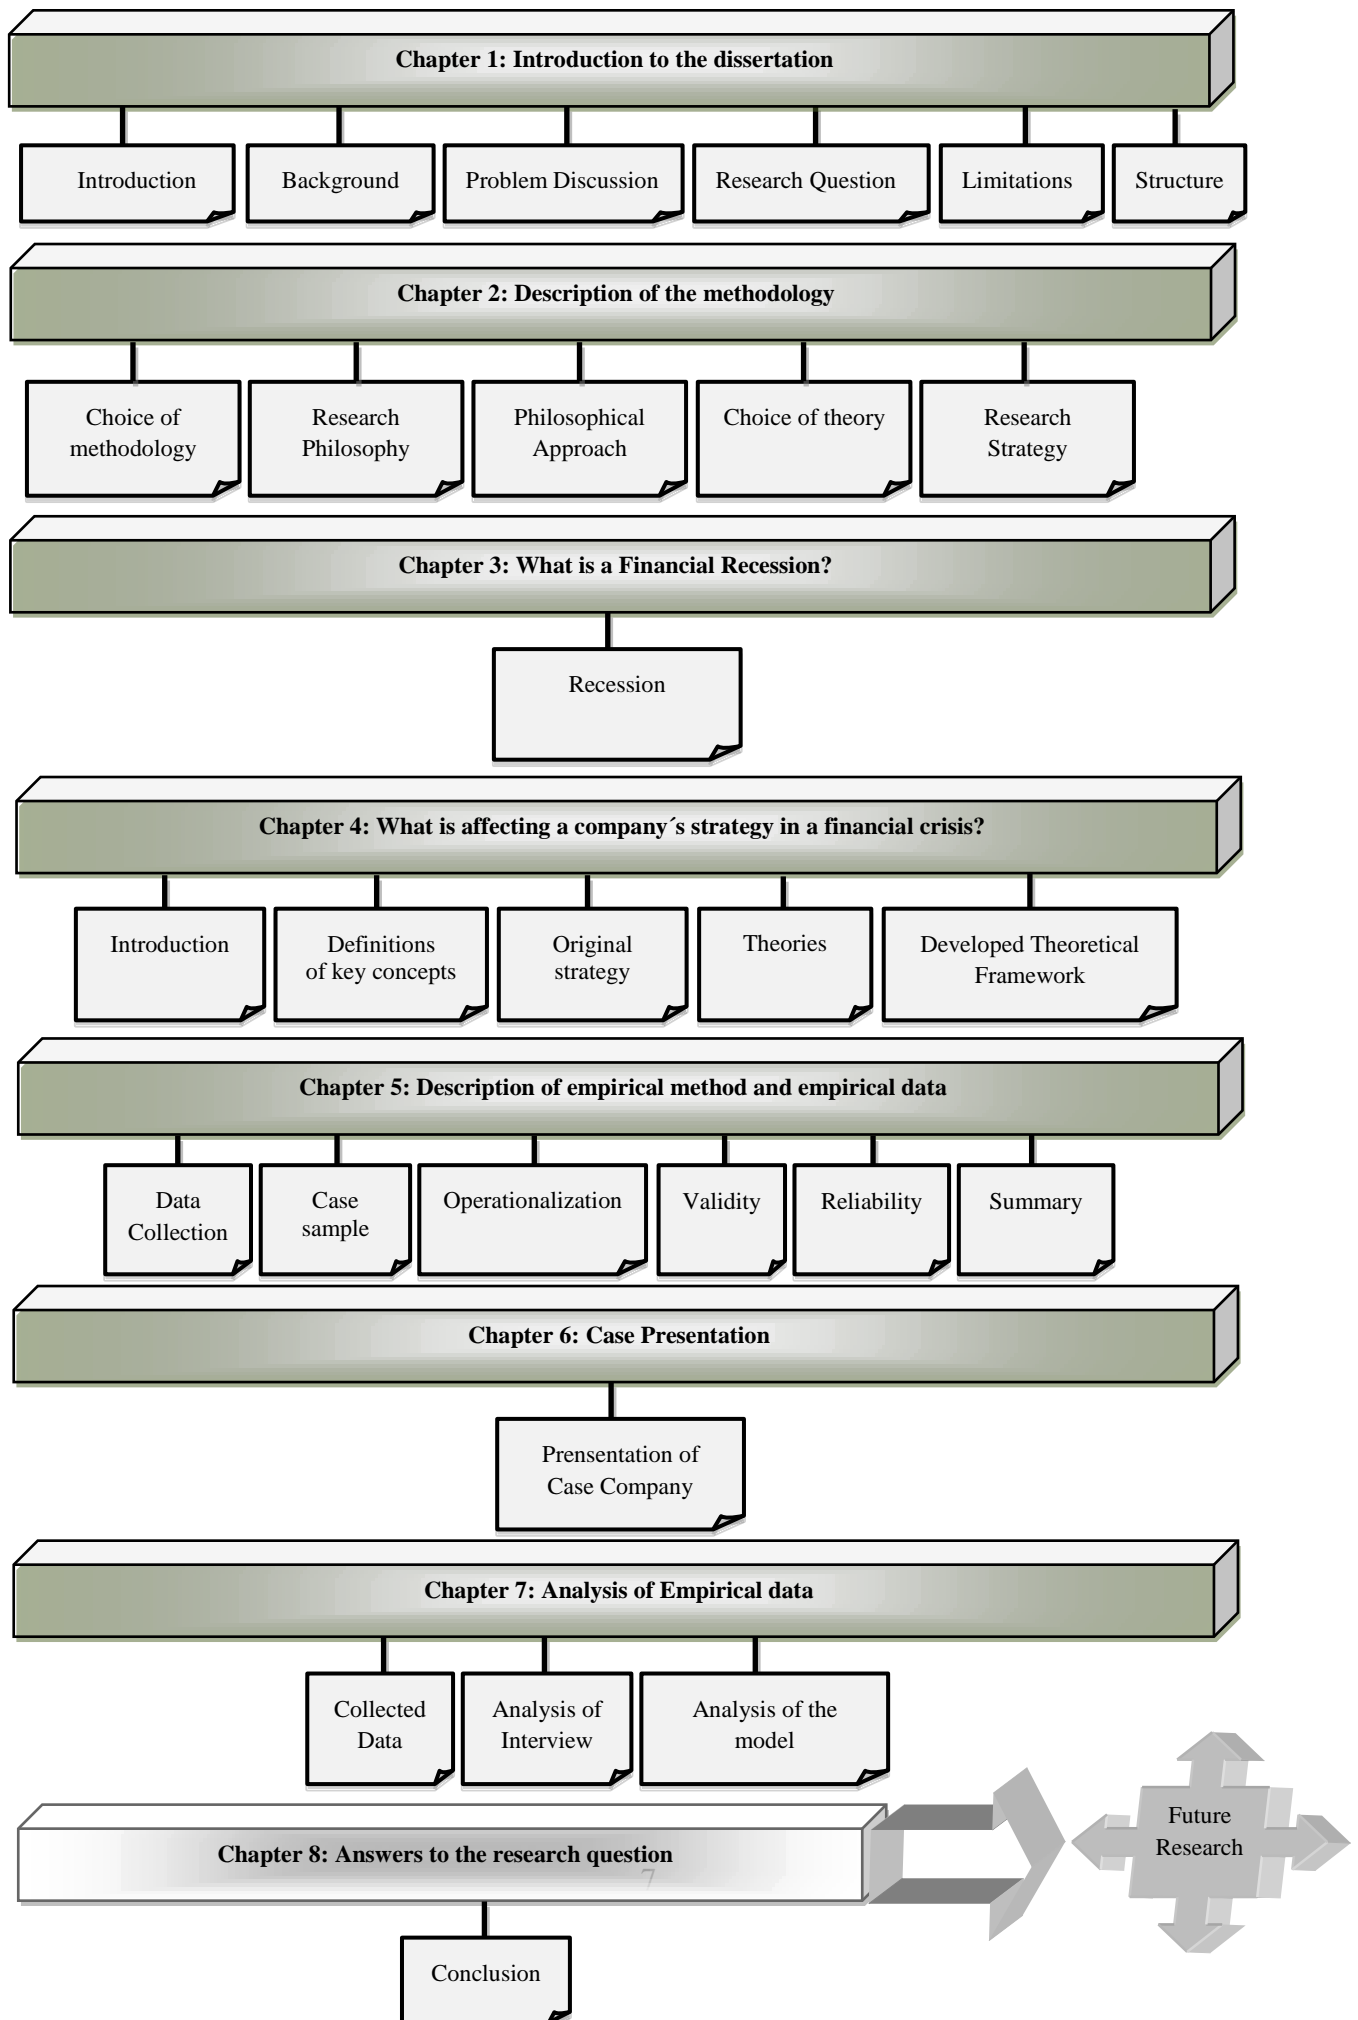 Chapter 1: Introduction to the dissertation
Introduction
Background
Problem Discussion
Research Question
Limitations
Structure
Chapter 2: Description of the methodology
Choice of
methodology
Research
Philosophy
Philosophical
Approach
Choice of theory
Research
Strategy
Chapter 3: What is a Financial Recession?
Recession
Chapter 4: What is affecting a company´s strategy in a financial crisis?
Introduction
Definitions
of key concepts
Original
strategy
Theories
Developed Theoretical
Framework
Chapter 5: Description of empirical method and empirical data
Data
Collection
Case
sample
Operationalization
Validity
Reliability
Summary
Chapter 6: Case Presentation
Prensentation of
Case Company
Chapter 7: Analysis of Empirical data
Collected
Data
Analysis of
Interview
Analysis of the
model
Chapter 8: Answers to the research question
7
Future
Research
Conclusion